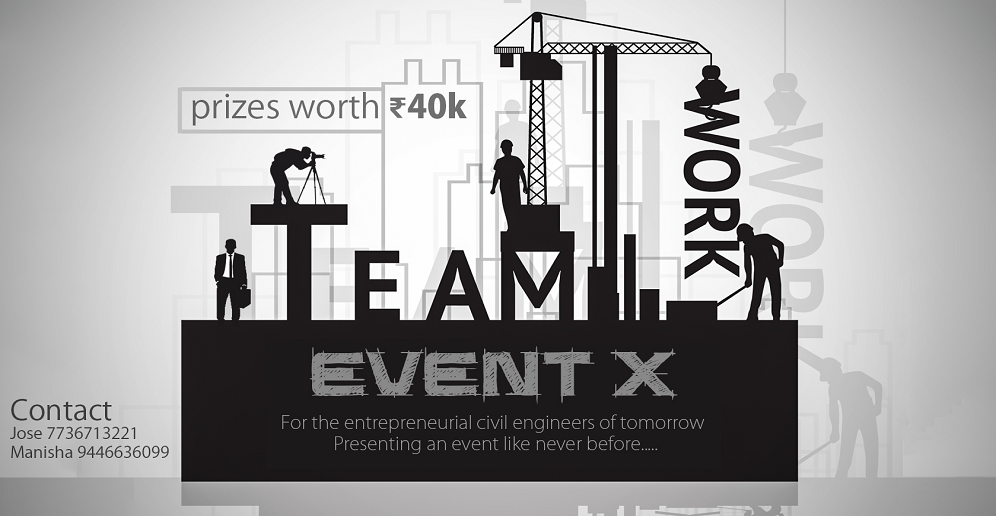 prizes worth ₹40k
WORK
TEAM
EVENT X
For the entrepreneurial civil engineers of tomorrow
Presenting an event like never before.....
Contact
Jose 7736713221
Manisha 9446636099